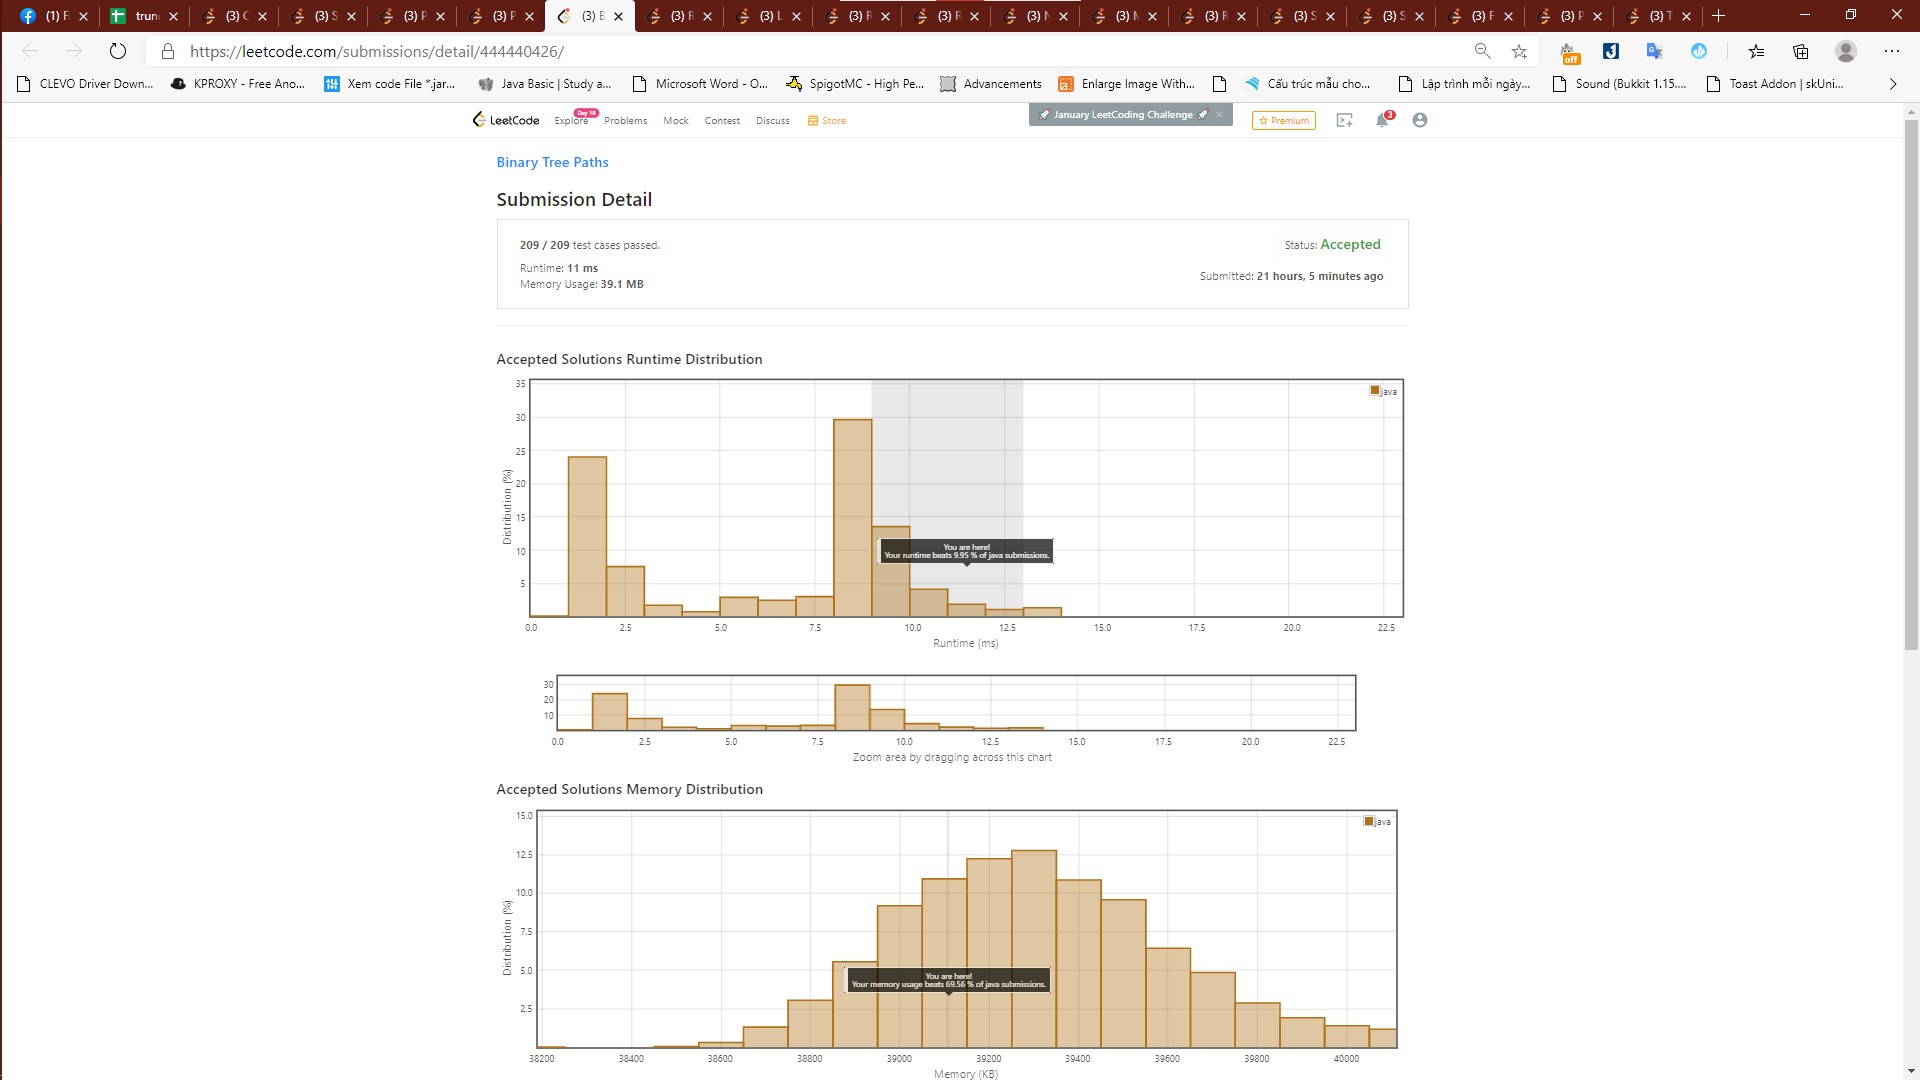 (1) F
trun
(3) C
(3) S
(3) P
(3) P
(3) B
(3) R
(3) L
(3) R
(3) R
(3) N
(3) M
(3) R
(3) S
(3) S
(3) F
(3) P
(3) T
https://leetcode.com/submissions/detail/444440426/
off
CLEVO Driver Down...
KPROXY - Free Ano...
Xem code File *.jar...
Java Basic | Study a...
Microsoft Word - O...
SpigotMC - High Pe...
Advancements
Enlarge Image With...
Cấu trúc mẫu cho...
Lập trình mỗi ngày...
Sound (Bukkit 1.15....
Toast Addon | skUni...
LeetCode
Explore
Day 18
Problems
Mock
Contest
Discuss
Store
January LeetCoding Challenge
Premium
3
Binary Tree Paths
Submission Detail
209 / 209 test cases passed.
Status: Accepted
Runtime: 11 ms
Memory Usage: 39.1 MB
Submitted: 21 hours, 5 minutes ago
Accepted Solutions Runtime Distribution
35
30
25
20
15
10
5
Distribution (%)
java
You are here!
Your runtime beats 9.95 % of java submissions.
0.0 2.5 5.0 7.5 10.0 12.5 15.0 17.5 20.0 22.5
Runtime (ms)
30
20
10
0.0 2.5 5.0 7.5 10.0 12.5 15.0 17.5 20.0 22.5
Zoom area by dragging across this chart
Accepted Solutions Memory Distribution
15.0
12.5
10.0
7.5
5.0
2.5
Distribution (%)
java
You are here!
Your memory usage beats 69.56 % of java submissions.
38200 38400 38600 38800 39000 39200 39400 39600 39800 40000
Memory (KB)